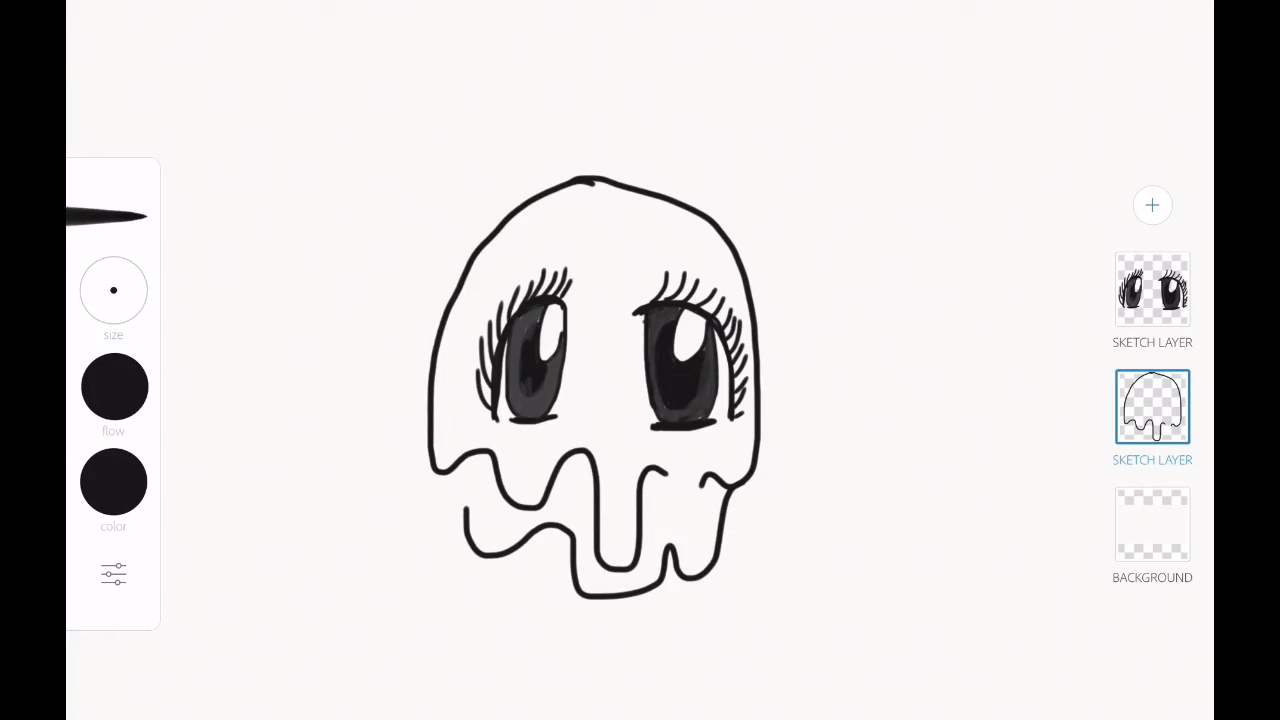 size
flow
color
SKETCH LAYER
SKETCH LAYER
BACKGROUND